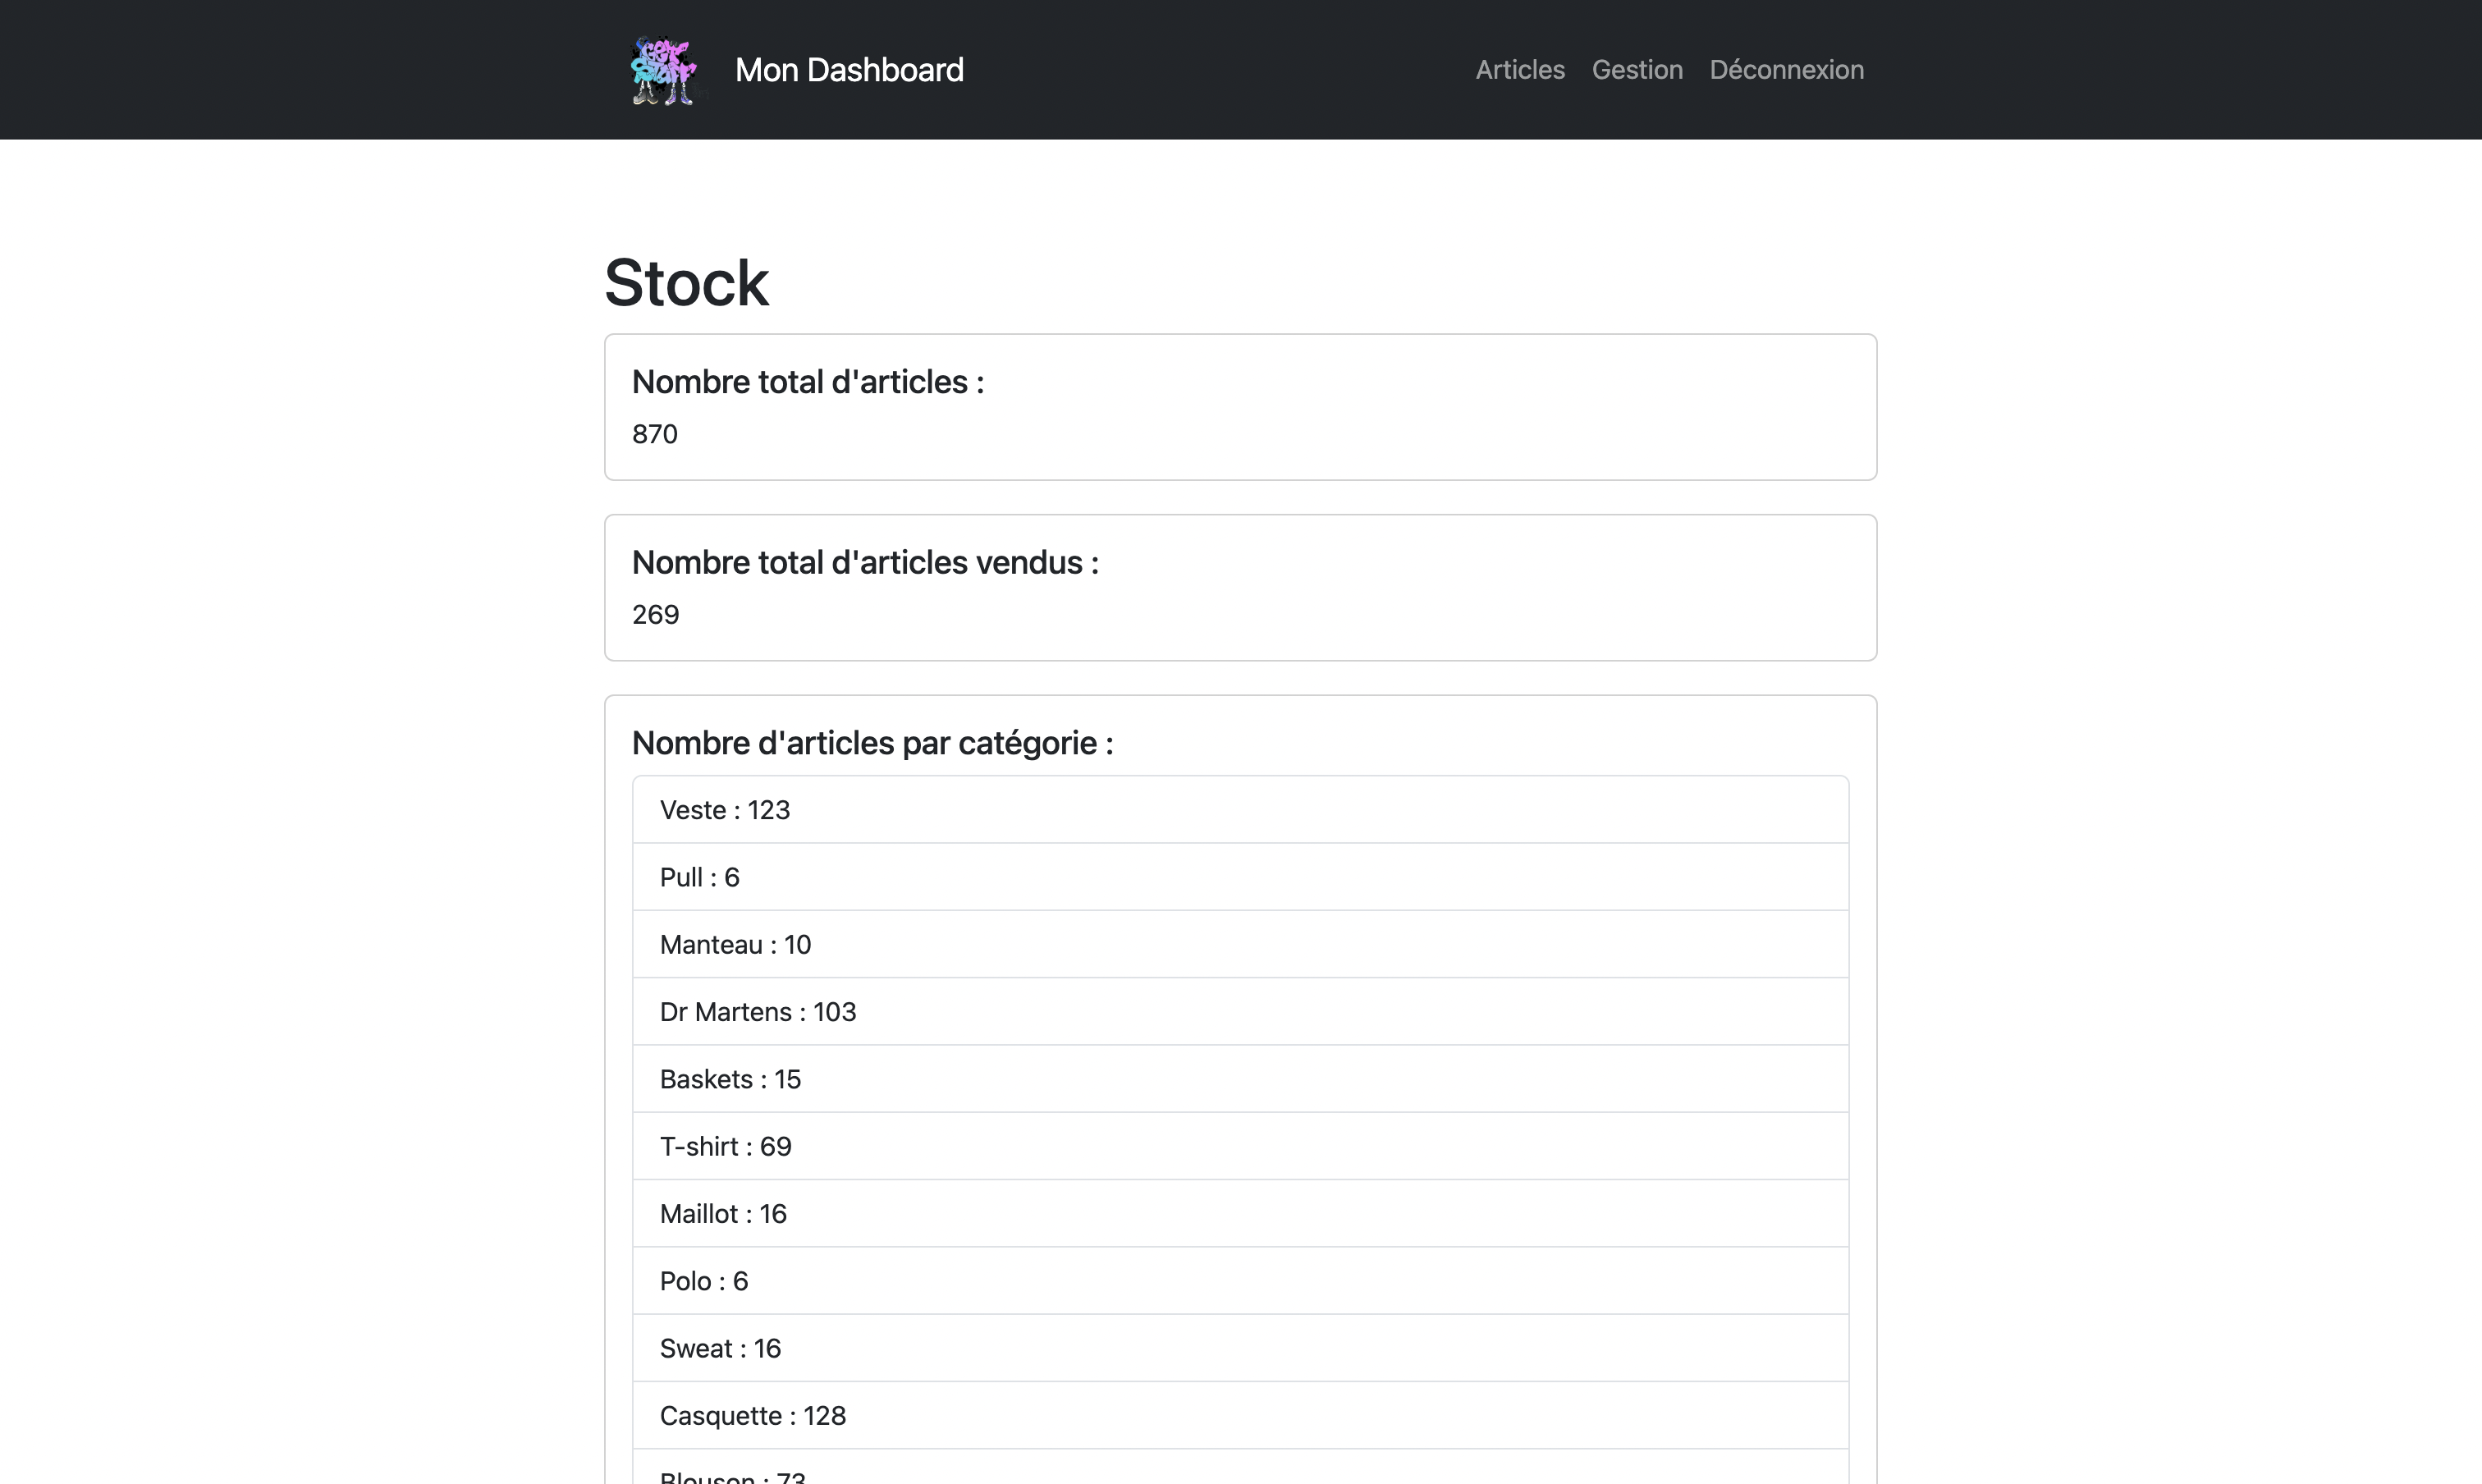 Mon Dashboard
Articles Gestion Déconnexion
Stock
Nombre total d'articles :
870
Nombre total d'articles vendus :
269
Nombre d'articles par catégorie :
Veste : 123
Pull : 6
Manteau : 10
Dr Martens : 103
Baskets : 15
T-shirt : 69
Maillot : 16
Polo : 6
Sweat : 16
Casquette : 128
Blouson : 73